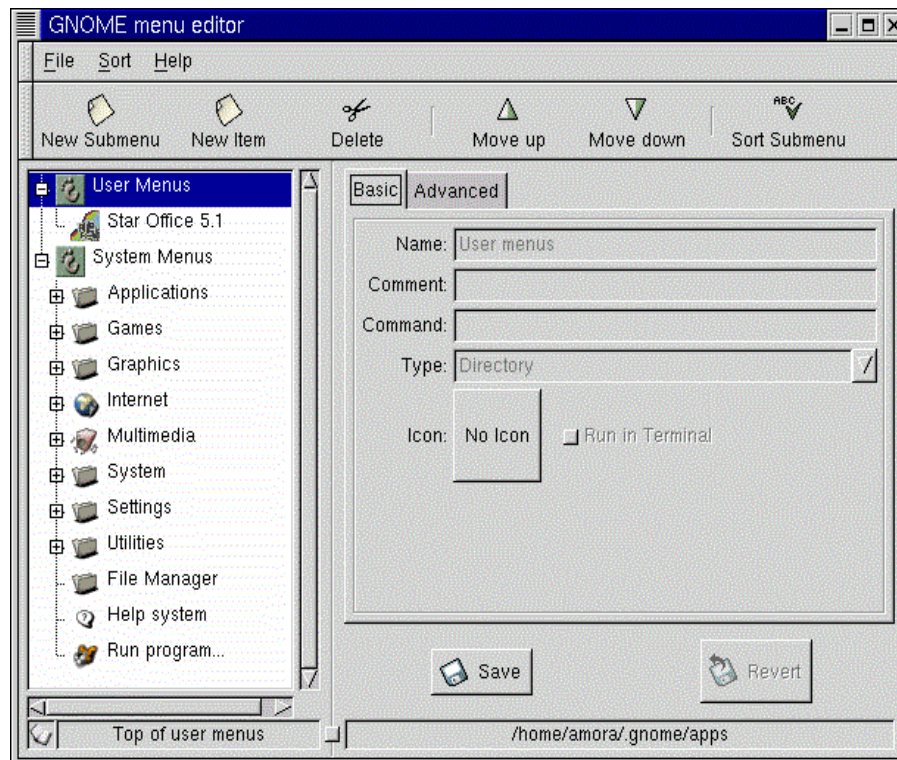 GNOME menu editor
File Sort Help
ABC
New Submenu New Item Delete Move up Move down Sort Submenu
User Menus
Star Office 5.1
System Menus
Applications
Games
Graphics
Internet
Multimedia
System
Settings
Utilities
File Manager
Help system
Run program...
Basic Advanced
Name: User menus
Comment:
Command:
Type: Directory
Icon: No Icon Run in Terminal
Save Revert
Top of user menus /home/amora/.gnome/apps